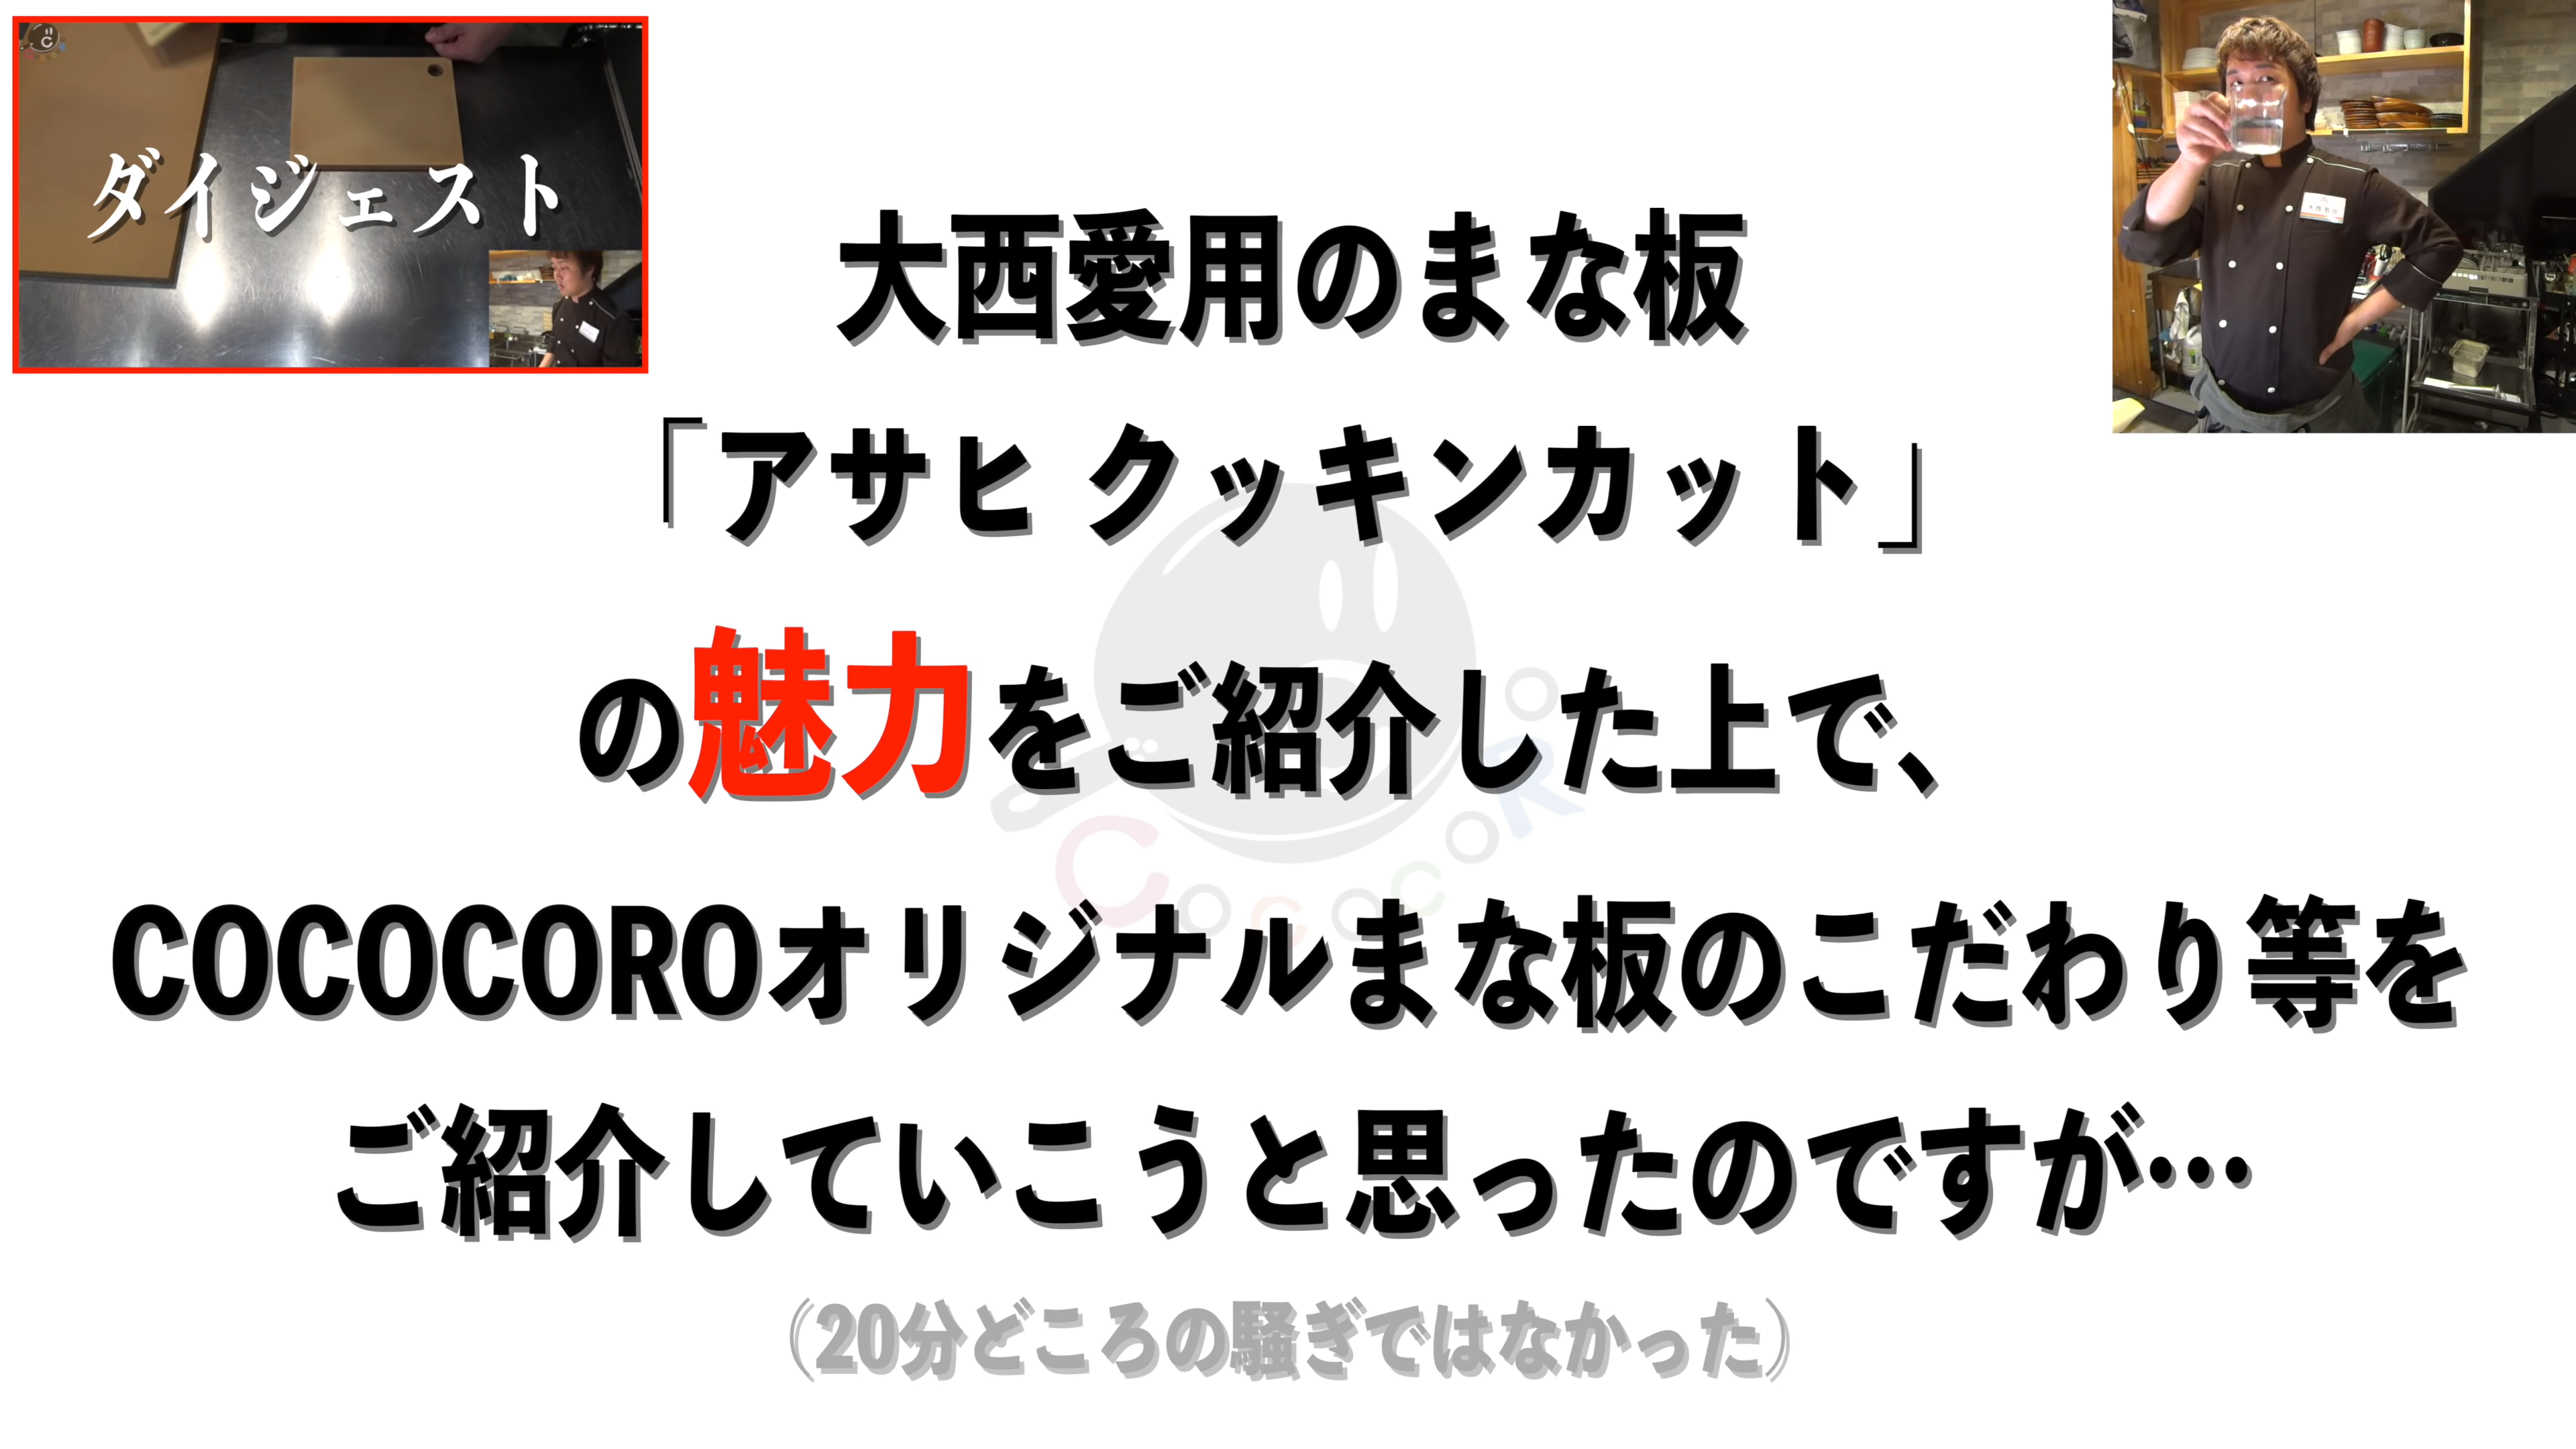 ダイジェスト
大西愛用のまな板
「アサヒ クッキンカット」
の魅力をご紹介した上で、
COCOCORO
COCOCOROオリジナルまな板のこだわり等を
ご紹介していこうと思ったのですが…
（20分どころの騒ぎではなかった）